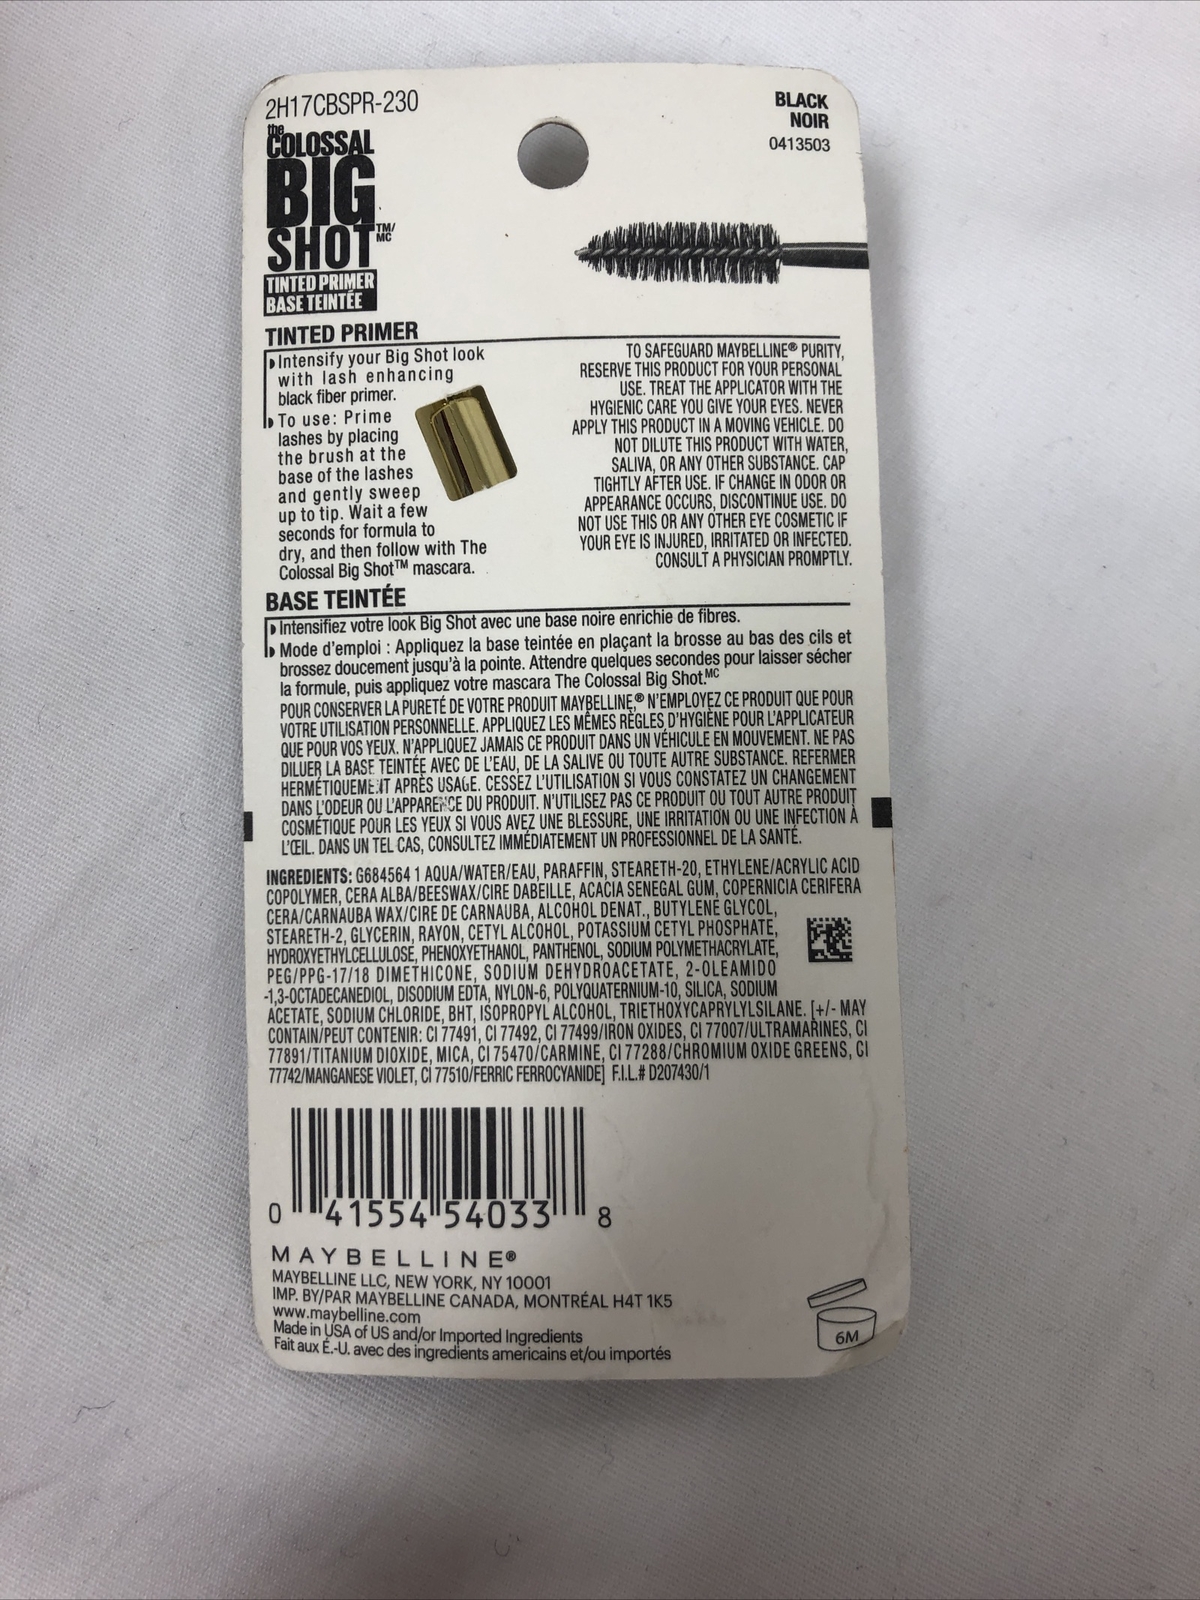 2H17CBSPR-230
BLACK
NOIR
0413503
the
COLOSSAL
BIG
SHOT TM/
MC
TINTED PRIMER
BASE TEINTÉE
TINTED PRIMER
Intensify your Big Shot look
with lash enhancing
black fiber primer.
To use: Prime
lashes by placing
the brush at the
base of the lashes
and gently sweep
up to tip. Wait a few
seconds for formula to
dry, and then follow with The
Colossal Big Shot™ mascara.
TO SAFEGUARD MAYBELLINE® PURITY,
RESERVE THIS PRODUCT FOR YOUR PERSONAL
USE. TREAT THE APPLICATOR WITH THE
HYGIENIC CARE YOU GIVE YOUR EYES. NEVER
APPLY THIS PRODUCT IN A MOVING VEHICLE. DO
NOT DILUTE THIS PRODUCT WITH WATER,
SALIVA, OR ANY OTHER SUBSTANCE. CAP
TIGHTLY AFTER USE. IF CHANGE IN ODOR OR
APPEARANCE OCCURS, DISCONTINUE USE. DO
NOT USE THIS OR ANY OTHER EYE COSMETIC IF
YOUR EYE IS INJURED, IRRITATED OR INFECTED.
CONSULT A PHYSICIAN PROMPTLY.
BASE TEINTÉE
Intensifiez votre look Big Shot avec une base noire enrichie de fibres.
Mode d'emploi : Appliquez la base teintée en plaçant la brosse au bas des cils et
brossez doucement jusqu'à la pointe. Attendre quelques secondes pour laisser sécher
la formule, puis appliquez votre mascara The Colossal Big Shot.MC
POUR CONSERVER LA PURETÉ DE VOTRE PRODUIT MAYBELLINE,® N'EMPLOYEZ CE PRODUIT QUE POUR
VOTRE UTILISATION PERSONNELLE. APPLIQUEZ LES MÊMES RÈGLES D'HYGIÈNE POUR L'APPLICATEUR
QUE POUR VOS YEUX. N'APPLIQUEZ JAMAIS CE PRODUIT DANS UN VÉHICULE EN MOUVEMENT. NE PAS
DILUER LA BASE TEINTÉE AVEC DE L'EAU, DE LA SALIVE OU TOUTE AUTRE SUBSTANCE. REFERMER
HERMÉTIQUEMENT APRÈS USAGE. CESSEZ L'UTILISATION SI VOUS CONSTATEZ UN CHANGEMENT
DANS L'ODEUR OU L'APPARENCE DU PRODUIT. N'UTILISEZ PAS CE PRODUIT OU TOUT AUTRE PRODUIT
COSMÉTIQUE POUR LES YEUX SI VOUS AVEZ UNE BLESSURE, UNE IRRITATION OU UNE INFECTION À
L'ŒIL. DANS UN TEL CAS, CONSULTEZ IMMÉDIATEMENT UN PROFESSIONNEL DE LA SANTÉ.
INGREDIENTS: G684564 1 AQUA/WATER/EAU, PARAFFIN, STEARETH-20, ETHYLENE/ACRYLIC ACID
COPOLYMER, CERA ALBA/BEESWAX/CIRE DABEILLE, ACACIA SENEGAL GUM, COPERNICIA CERIFERA
CERA/CARNAUBA WAX/CIRE DE CARNAUBA, ALCOHOL DENAT., BUTYLENE GLYCOL,
STEARETH-2, GLYCERIN, RAYON, CETYL ALCOHOL, POTASSIUM CETYL PHOSPHATE,
HYDROXYETHYLCELLULOSE, PHENOXYETHANOL, PANTHENOL, SODIUM POLYMETHACRYLATE,
PEG/PPG-17/18 DIMETHICONE, SODIUM DEHYDROACETATE, 2-OLEAMIDO
-1,3-OCTADECANEDIOL, DISODIUM EDTA, NYLON-6, POLYQUATERNIUM-10, SILICA, SODIUM
ACETATE, SODIUM CHLORIDE, BHT, ISOPROPYL ALCOHOL, TRIETHOXYCAPRYLYLSILANE. [+/- MAY
CONTAIN/PEUT CONTENIR: CI 77491, CI 77492, CI 77499/IRON OXIDES, CI 77007/ULTRAMARINES, CI
77891/TITANIUM DIOXIDE, MICA, CI 75470/CARMINE, CI 77288/CHROMIUM OXIDE GREENS, CI
77742/MANGANESE VIOLET, CI 77510/FERRIC FERROCYANIDE] F.I.L.# D207430/1
0 41554 54033 8
MAYBELLINE®
MAYBELLINE LLC, NEW YORK, NY 10001
IMP. BY/PAR MAYBELLINE CANADA, MONTRÉAL H4T 1K5
www.maybelline.com
Made in USA of US and/or Imported Ingredients
Fait aux É.-U. avec des ingredients americains et/ou importés
6M